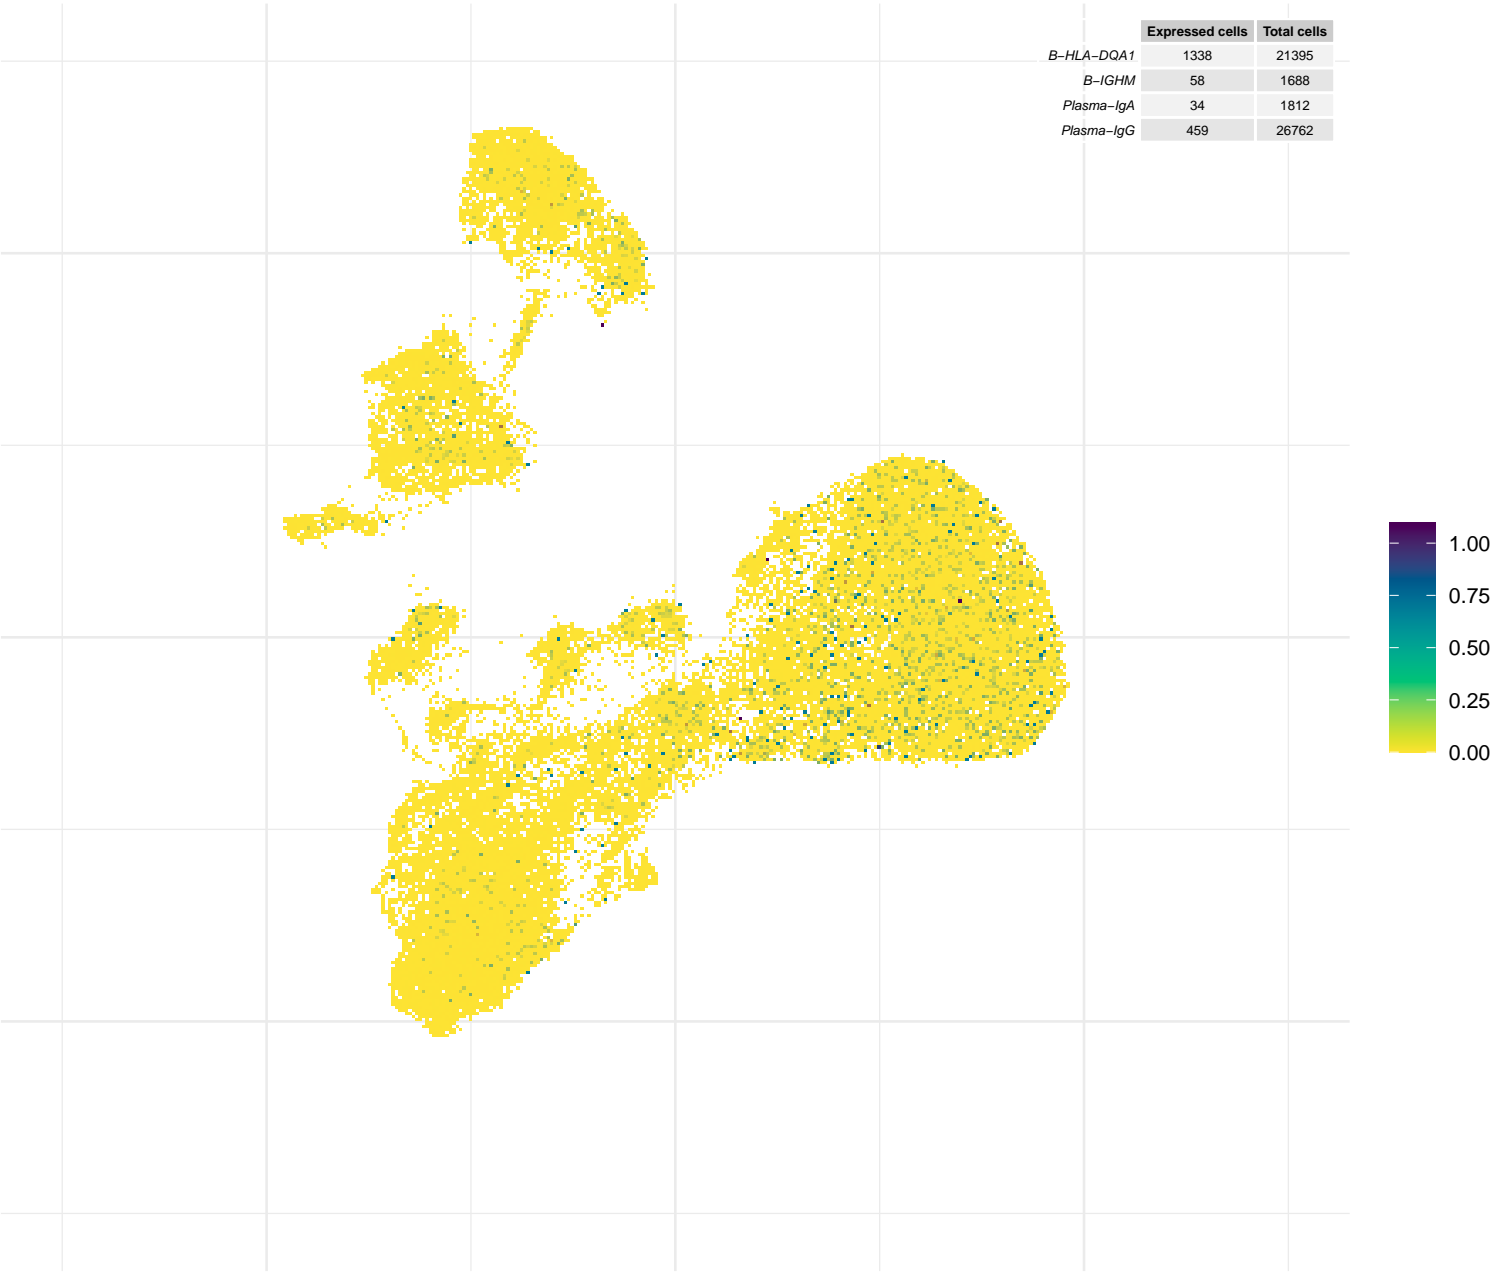 Expressed cells Total cells
B−HLA−DQA1 1338 21395
B−IGHM 58 1688
Plasma−IgA 34 1812
Plasma−IgG 459 26762
1.00
0.75
0.50
0.25
0.00